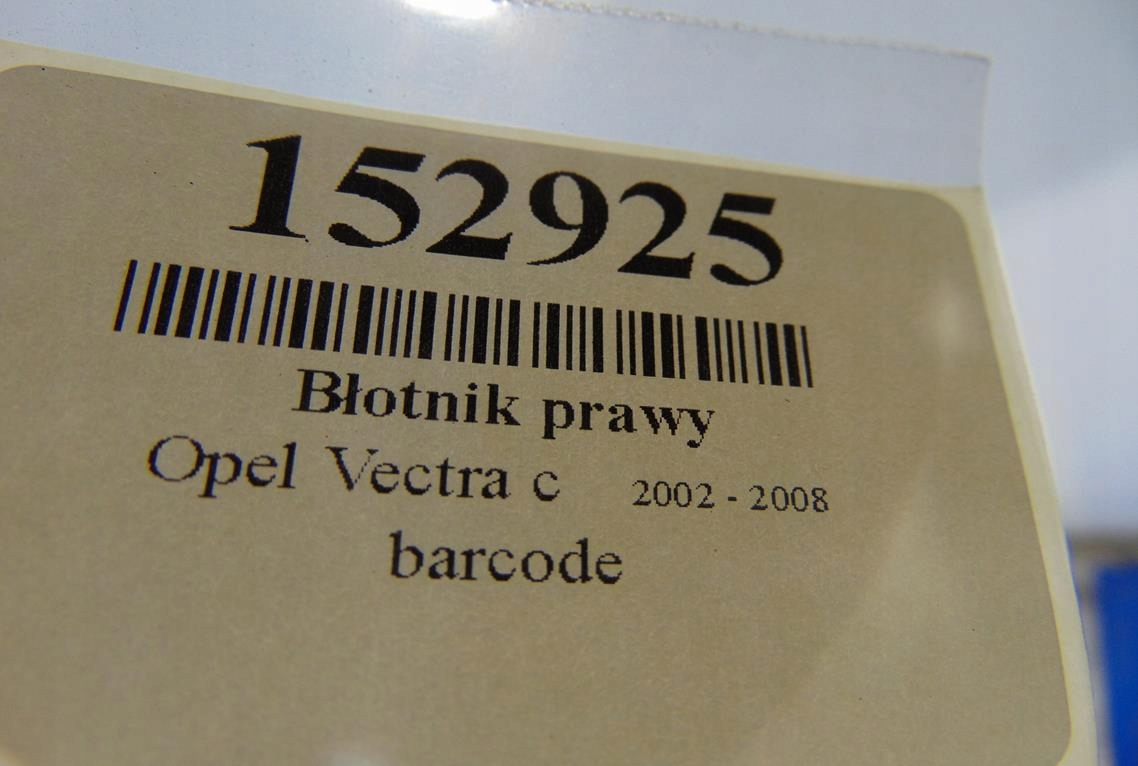 152925
Błotnik prawy
Opel Vectra c 2002 - 2008
barcode